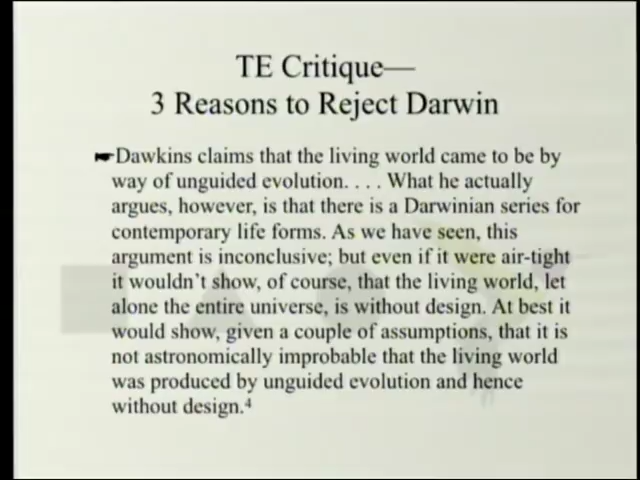 TE Critique—
3 Reasons to Reject Darwin
☛Dawkins claims that the living world came to be by
way of unguided evolution. . . . What he actually
argues, however, is that there is a Darwinian series for
contemporary life forms. As we have seen, this
argument is inconclusive; but even if it were air-tight
it wouldn't show, of course, that the living world, let
alone the entire universe, is without design. At best it
would show, given a couple of assumptions, that it is
not astronomically improbable that the living world
was produced by unguided evolution and hence
without design.⁴